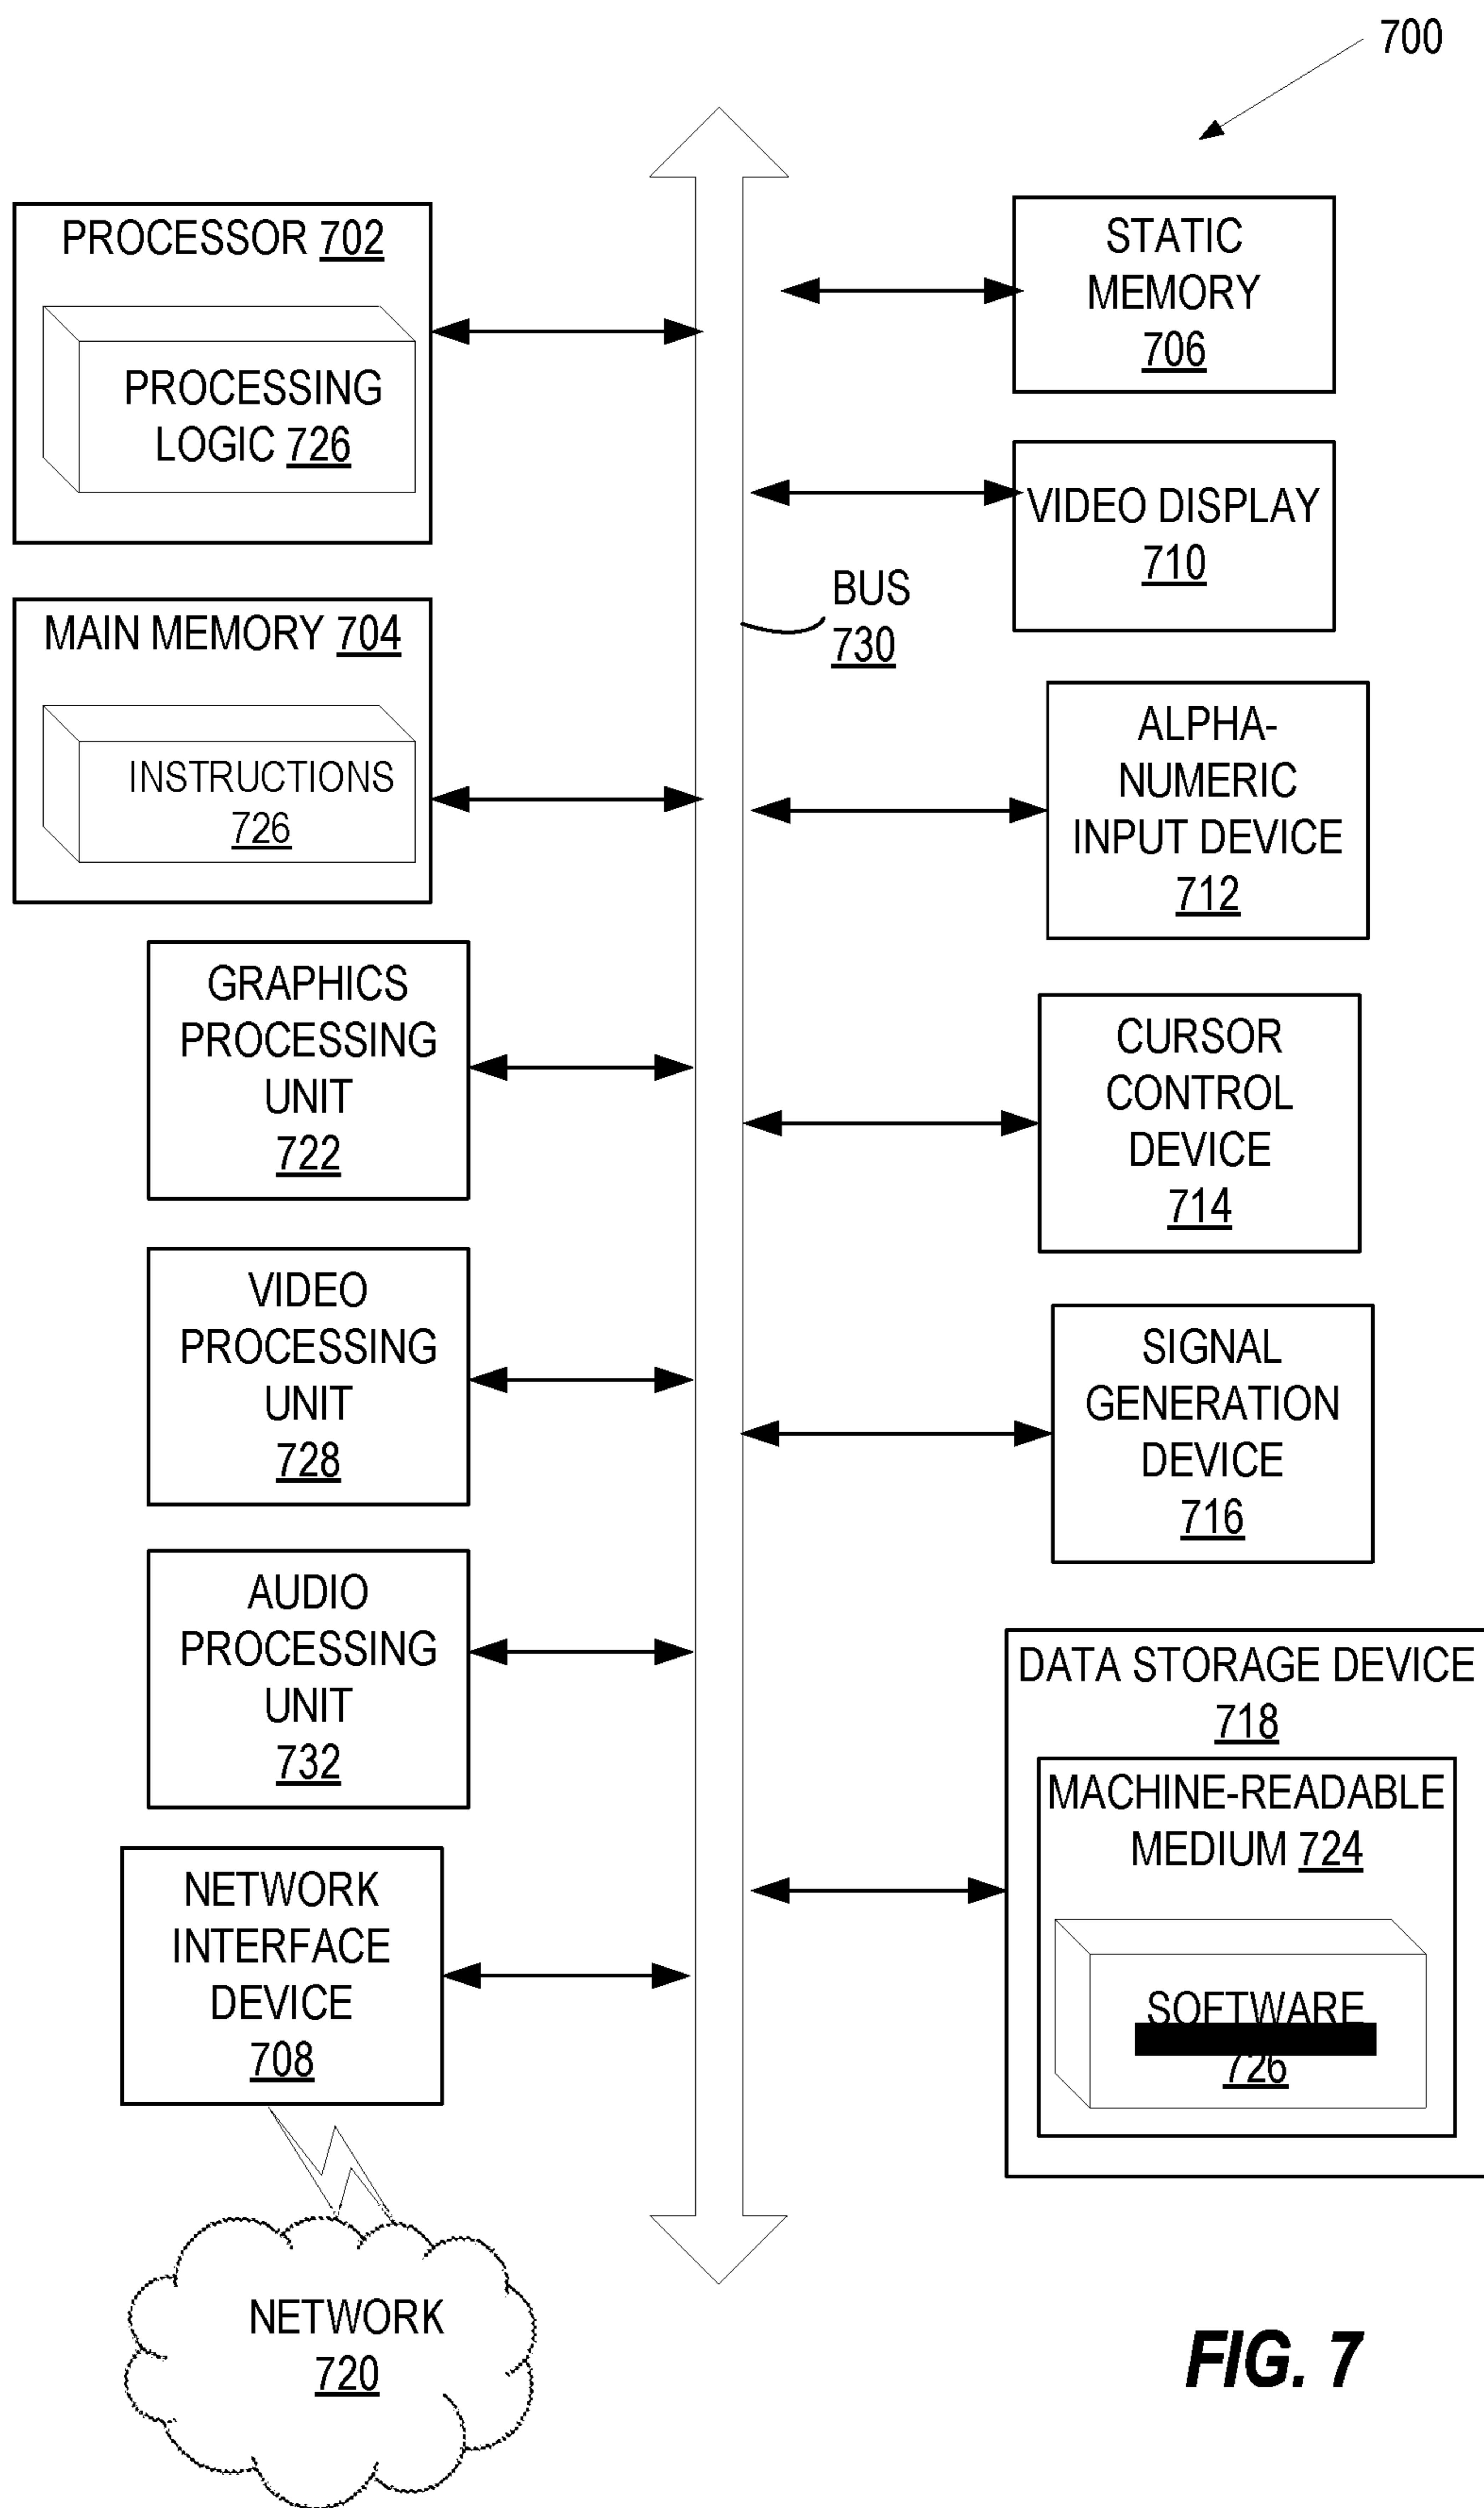 700
PROCESSOR 702
PROCESSING
LOGIC 726
MAIN MEMORY 704
INSTRUCTIONS
726
GRAPHICS
PROCESSING
UNIT
722
VIDEO
PROCESSING
UNIT
728
AUDIO
PROCESSING
UNIT
732
NETWORK
INTERFACE
DEVICE
708
NETWORK
720
BUS
730
STATIC
MEMORY
706
VIDEO DISPLAY
710
ALPHA-
NUMERIC
INPUT DEVICE
712
CURSOR
CONTROL
DEVICE
714
SIGNAL
GENERATION
DEVICE
716
DATA STORAGE DEVICE
718
MACHINE-READABLE
MEDIUM 724
SOFTWARE
726
FIG. 7